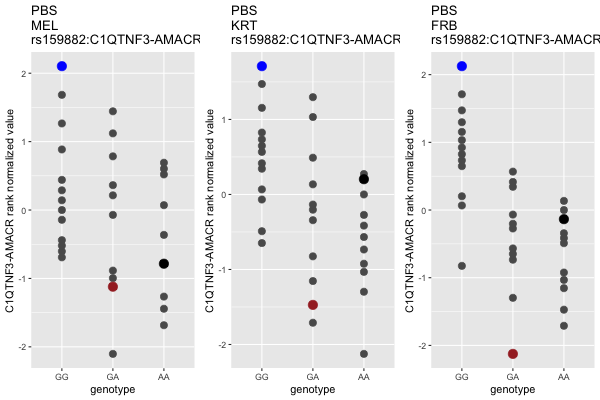 PBS
MEL
rs159882:C1QTNF3-AMACR
C1QTNF3-AMACR rank normalized value
2
1
0
-1
-2
GG GA AA
genotype
PBS
KRT
rs159882:C1QTNF3-AMACR
C1QTNF3-AMACR rank normalized value
1
0
-1
-2
GG GA AA
genotype
PBS
FRB
rs159882:C1QTNF3-AMACR
C1QTNF3-AMACR rank normalized value
2
1
0
-1
-2
GG GA AA
genotype